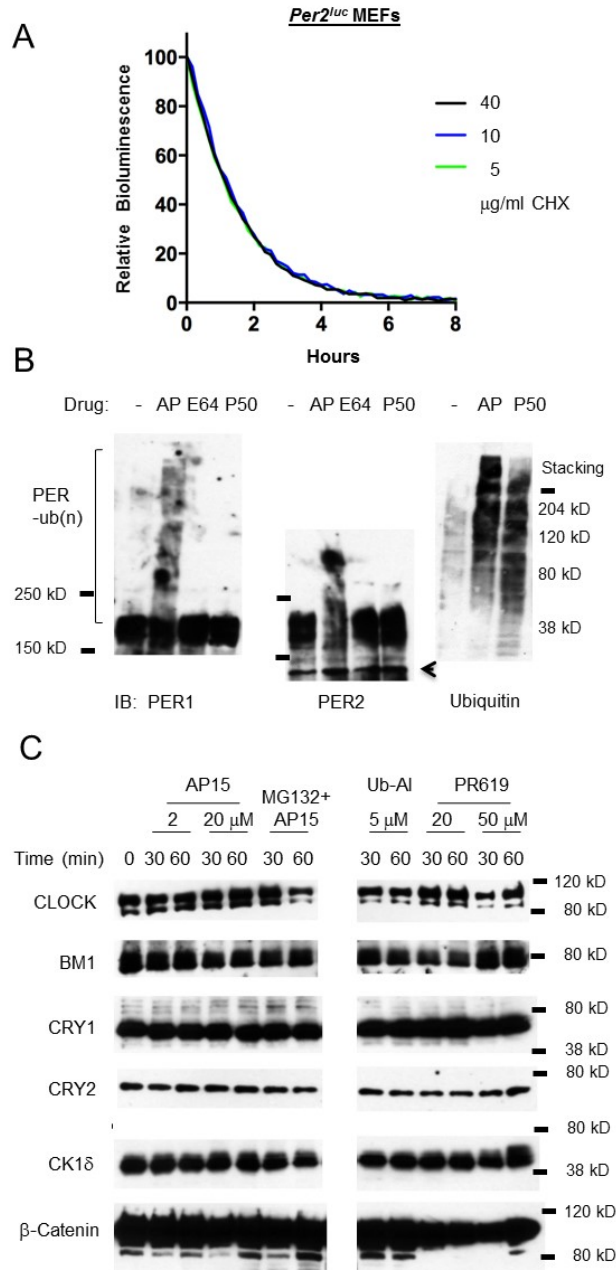 A
Per2luc MEFs
Relative Bioluminescence
100
80
60
40
20
0
0 2 4 6 8
Hours
40
10
5
μg/ml CHX
B
Drug: - AP E64 P50 - AP E64 P50 - AP P50
PER
-ub(n)
250 kD
150 kD
Stacking
204 kD
120 kD
80 kD
38 kD
IB: PER1 PER2 Ubiquitin
C
AP15 MG132+ AP15 Ub-Al PR619
2 20 μM 5 μM 20 50 μM
Time (min) 0 30 60 30 60 30 60 30 60 30 60 30 60
CLOCK
120 kD
80 kD
BM1
80 kD
CRY1
80 kD
38 kD
CRY2
80 kD
CK1δ
80 kD
38 kD
β-Catenin
120 kD
80 kD